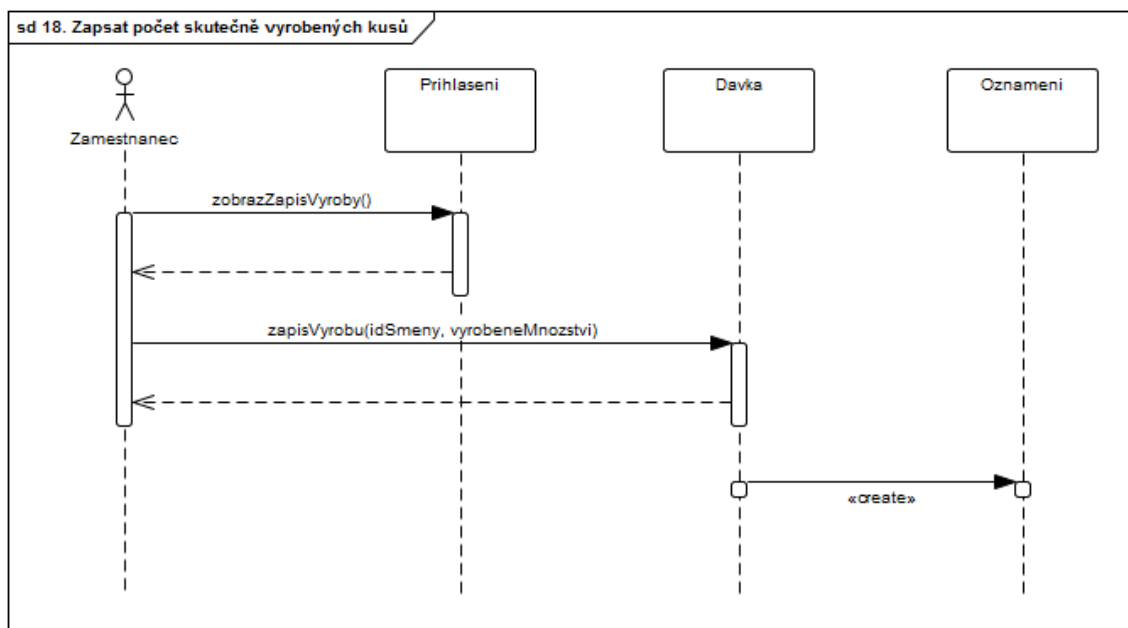 sd 18. Zapsat počet skutečně vyrobených kusů
Prihlaseni
Davka
Oznameni
Zamestnanec
zobrazZapisVyroby()
zapisVyrobu(idSmeny, vyrobeneMnozstvi)
«create»